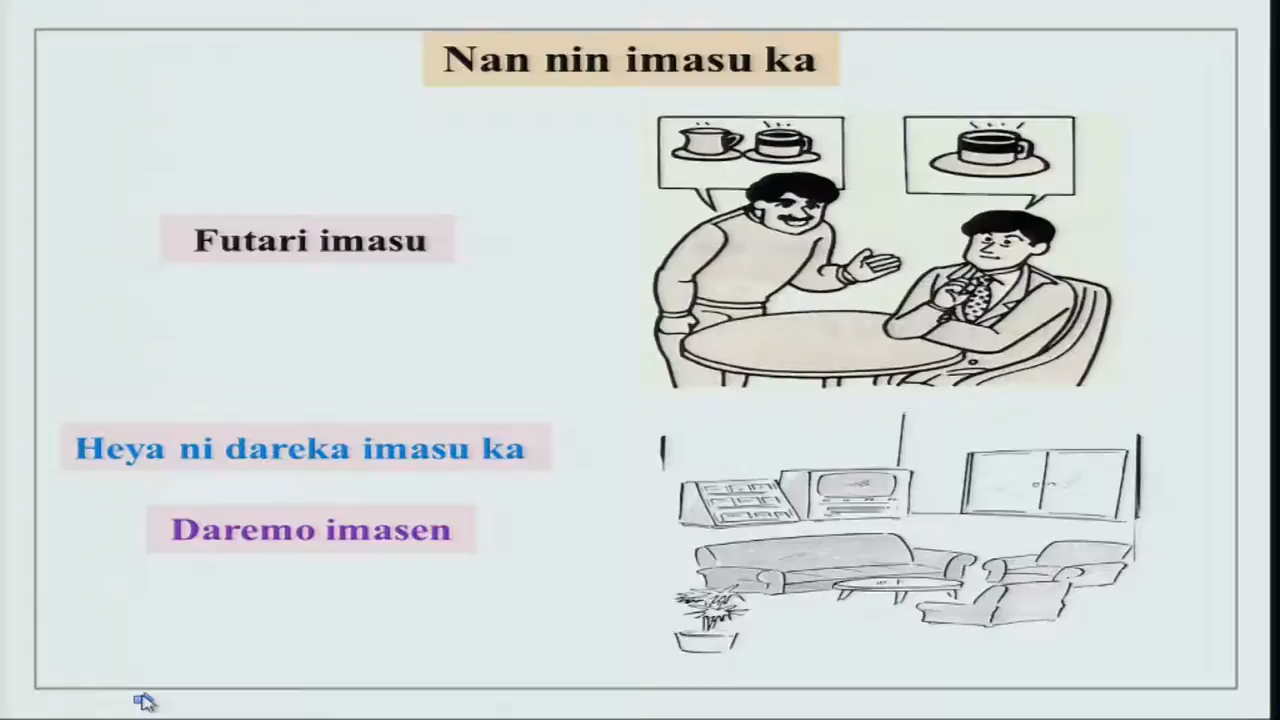 Nan nin imasu ka
Futari imasu
Heya ni dareka imasu ka
Daremo imasen